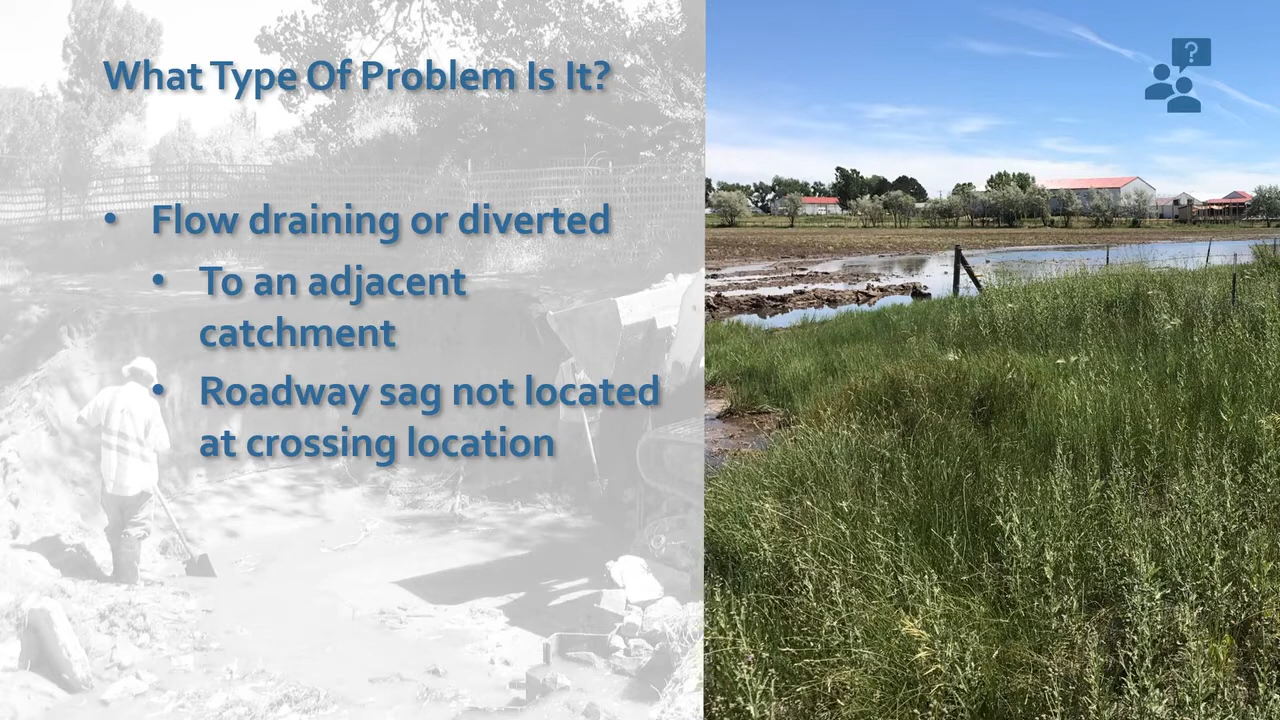 What Type Of Problem Is It?
?
• Flow draining or diverted
• To an adjacent
catchment
• Roadway sag not located
at crossing location